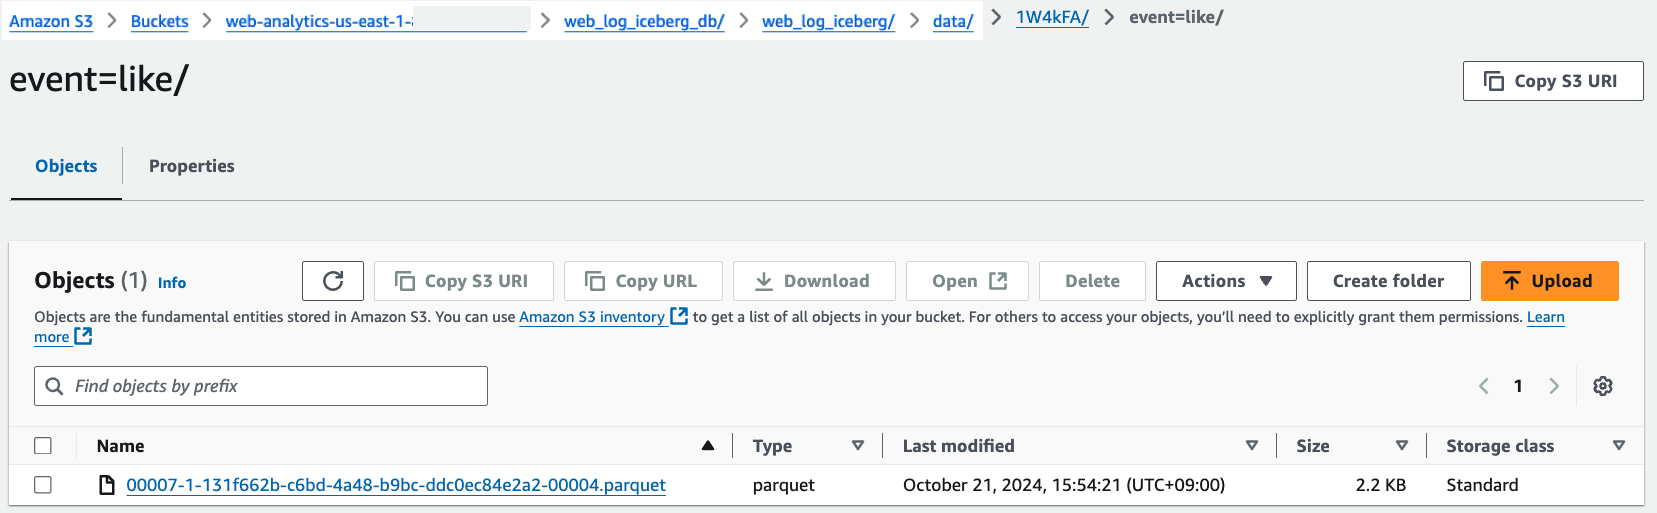 Amazon S3 > Buckets > web-analytics-us-east-1- > web_log_iceberg_db/ > web_log_iceberg/ > data/ > 1W4kFA/ > event=like/
event=like/
Copy S3 URI
Objects Properties
Objects (1) Info Copy S3 URI Copy URL Download Open Delete Actions Create folder Upload
Objects are the fundamental entities stored in Amazon S3. You can use Amazon S3 inventory to get a list of all objects in your bucket. For others to access your objects, you'll need to explicitly grant them permissions. Learn
more
Find objects by prefix 1
Name Type Last modified Size Storage class
00007-1-131f662b-c6bd-4a48-b9bc-ddc0ec84e2a2-00004.parquet parquet October 21, 2024, 15:54:21 (UTC+09:00) 2.2 KB Standard